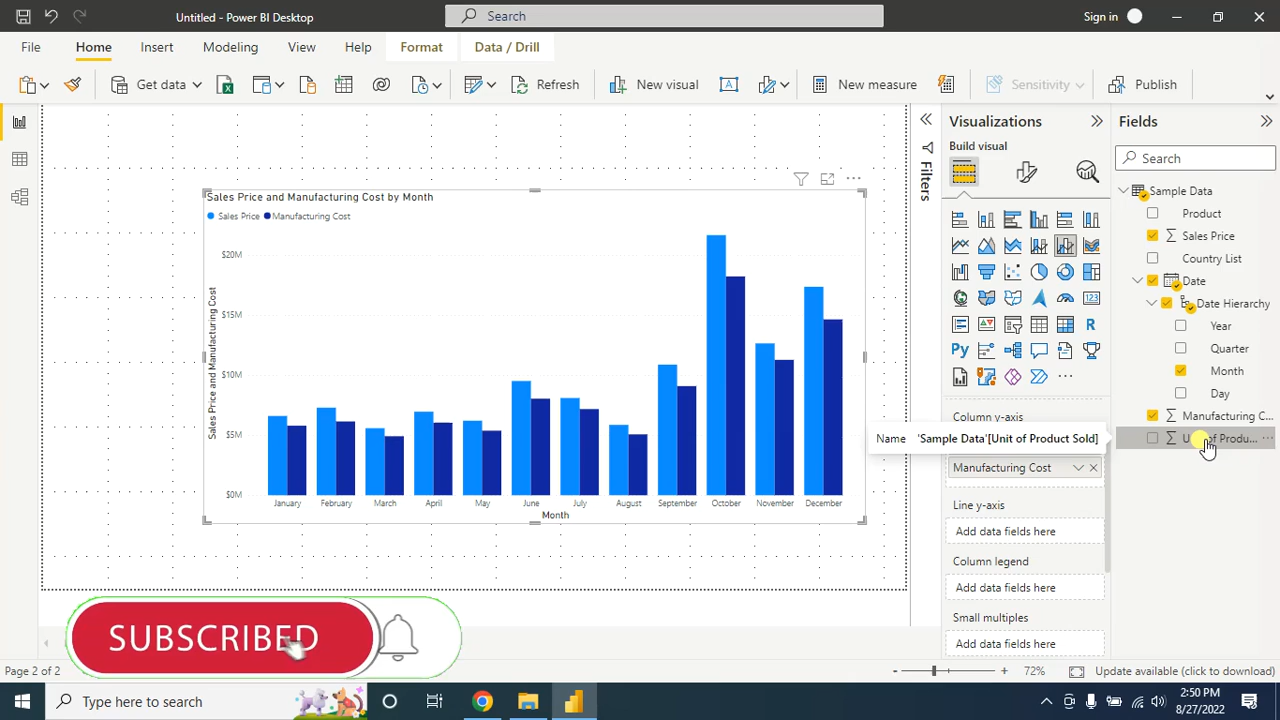 Untitled - Power BI Desktop
Search
Sign in
File
Home
Insert
Modeling
View
Help
Format
Data / Drill
Get data
Refresh
New visual
New measure
Sensitivity
Publish
Sales Price and Manufacturing Cost by Month
Sales Price
Manufacturing Cost
$20M
$15M
$10M
$5M
$0M
Sales Price and Manufacturing Cost
January
February
March
April
May
June
July
August
September
October
November
December
Month
Filters
Visualizations
Build visual
123
R
Py
Column y-axis
Name 'Sample Data'[Unit of Product Sold]
Manufacturing Cost
Line y-axis
Add data fields here
Column legend
Add data fields here
Small multiples
Add data fields here
Fields
Search
Sample Data
Product
Sales Price
Country List
Date
Date Hierarchy
Year
Quarter
Month
Day
Manufacturing C...
SUBSCRIBED
Page 2 of 2
72%
Update available (click to download)
Type here to search
2:50 PM
8/27/2022